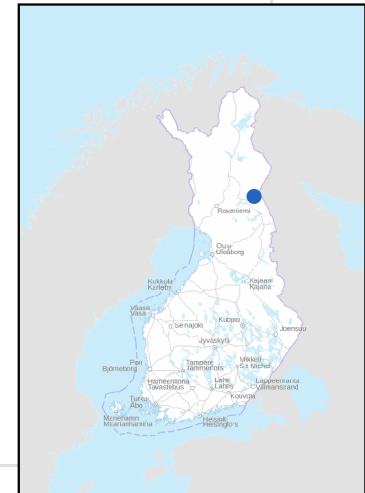 Rovaniemi
Oulu
Uleåborg
Kajaani
Kajana
Kokkola
Karleby
Vaasa
Vasa
Seinäjoki
Kuopio
Joensuu
Jyväskylä
Pori
Björneborg
Tampere
Tammerfors
Mikkeli
S:t Michel
Hämeenlinna
Tavastehus
Lahti
Lahtis
Lappeenranta
Villmanstrand
Kouvola
Turku
Åbo
Helsinki
Helsingfors
Mariehamn
Maarianhamina